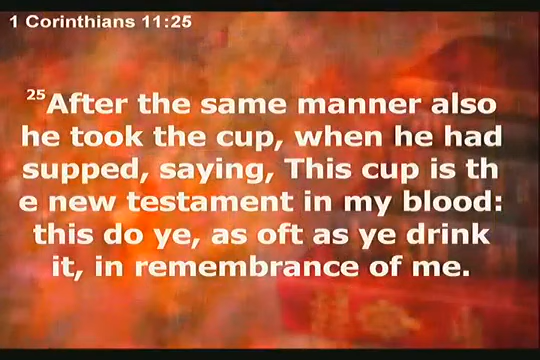 1 Corinthians 11:25
25After the same manner also
he took the cup, when he had
supped, saying, This cup is th
e new testament in my blood:
this do ye, as oft as ye drink
it, in remembrance of me.